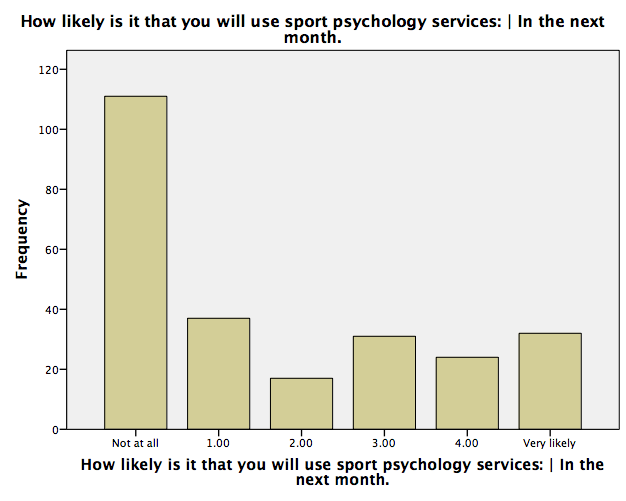 How likely is it that you will use sport psychology services: | In the next
month.
120
100
80
60
40
20
0
Frequency
Not at all 1.00 2.00 3.00 4.00 Very likely
How likely is it that you will use sport psychology services: | In the
next month.